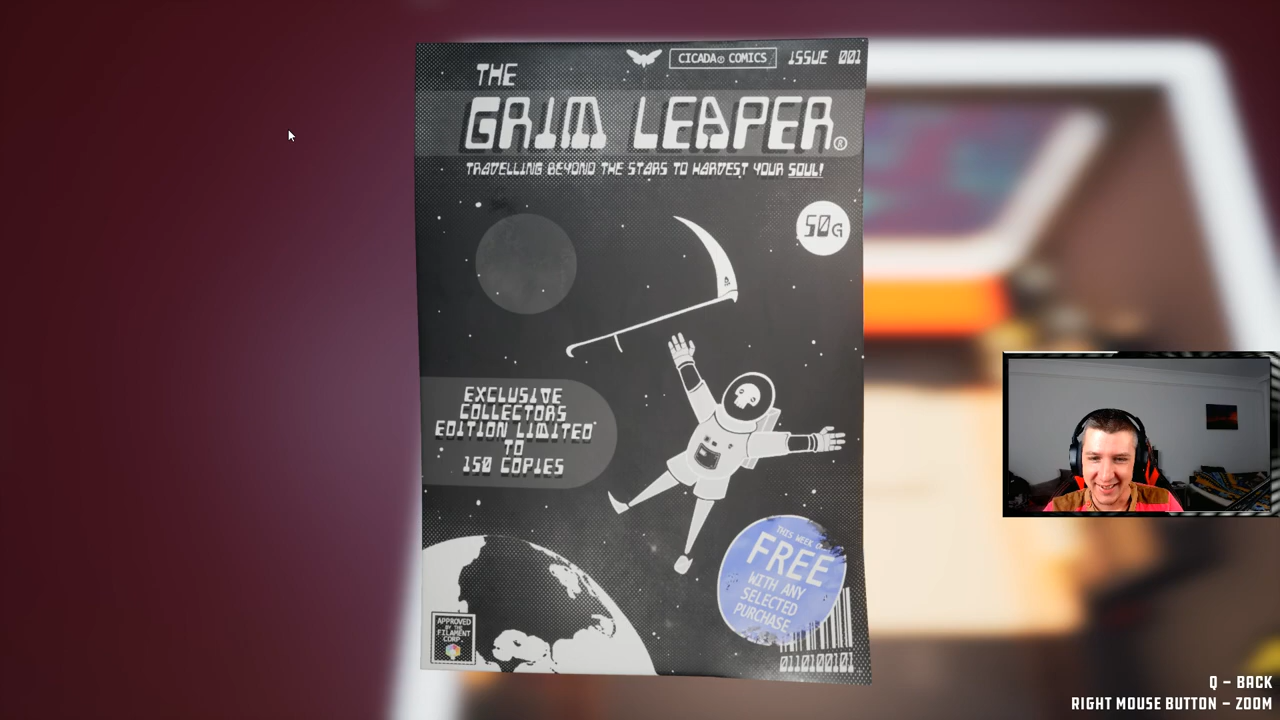 CICADA® COMICS
ISSUE 001
THE
GRIM LEAPER®
TRAVELLING BEYOND THE STARS TO HARVEST YOUR SOUL!
50G
EXCLUSIVE
COLLECTORS
EDITION LIMITED
TO
150 COPIES
THIS WEEK
FREE
WITH ANY
SELECTED
PURCHASE
APPROVED
BY THE
FILAMENT
CORP.
0110100101
Q - BACK
RIGHT MOUSE BUTTON - ZOOM